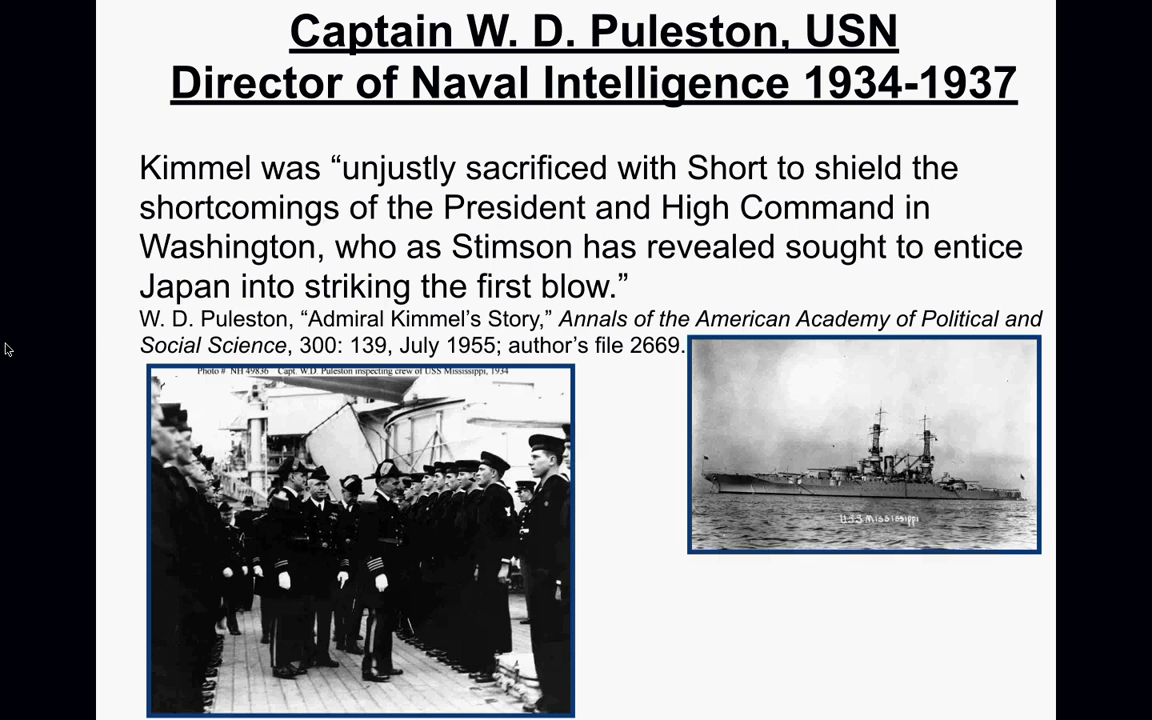 Captain W. D. Puleston, USN
Director of Naval Intelligence 1934-1937
Kimmel was “unjustly sacrificed with Short to shield the
shortcomings of the President and High Command in
Washington, who as Stimson has revealed sought to entice
Japan into striking the first blow.”
W. D. Puleston, “Admiral Kimmel’s Story,” Annals of the American Academy of Political and
Social Science, 300: 139, July 1955; author’s file 2669.
Photo # NH 49836 Capt. W.D. Puleston inspecting crew of USS Mississippi, 1934
USS Mississippi